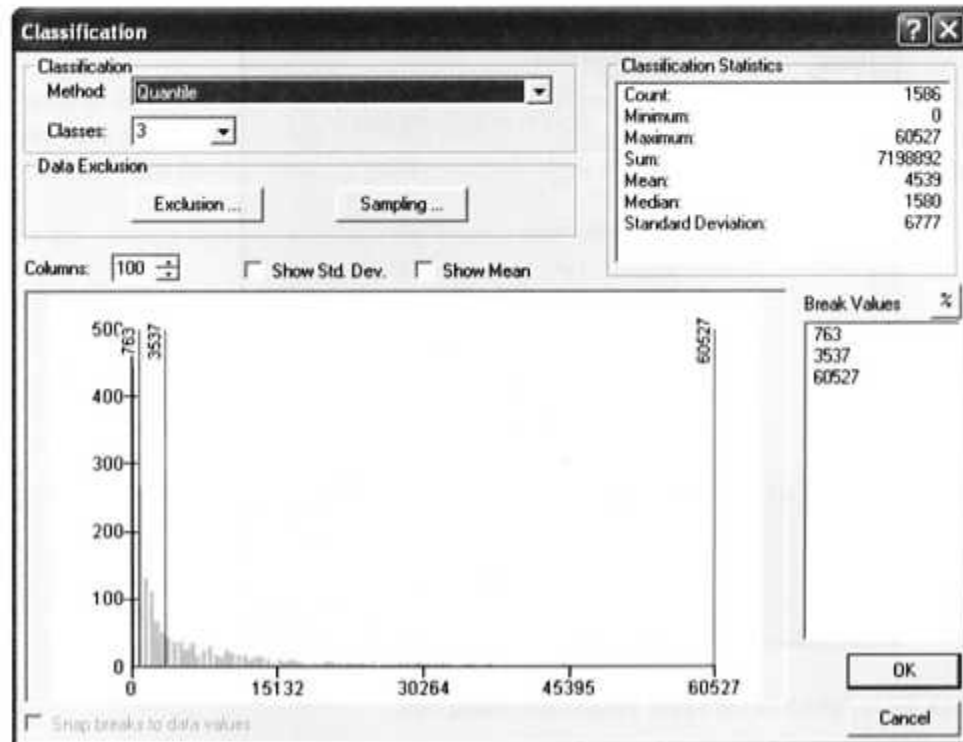 Classification
Classification
Method: Quantile
Classes: 3
Data Exclusion
Exclusion ...
Sampling ...
Classification Statistics
Count: 1586
Minimum: 0
Maximum: 60527
Sum: 7198892
Mean: 4539
Median: 1580
Standard Deviation: 6777
Columns: 100
Show Std. Dev.
Show Mean
Break Values %
763
3537
60527
500
400
300
200
100
0
763
3537
60527
0 15132 30264 45395 60527
Snap breaks to data values
OK
Cancel